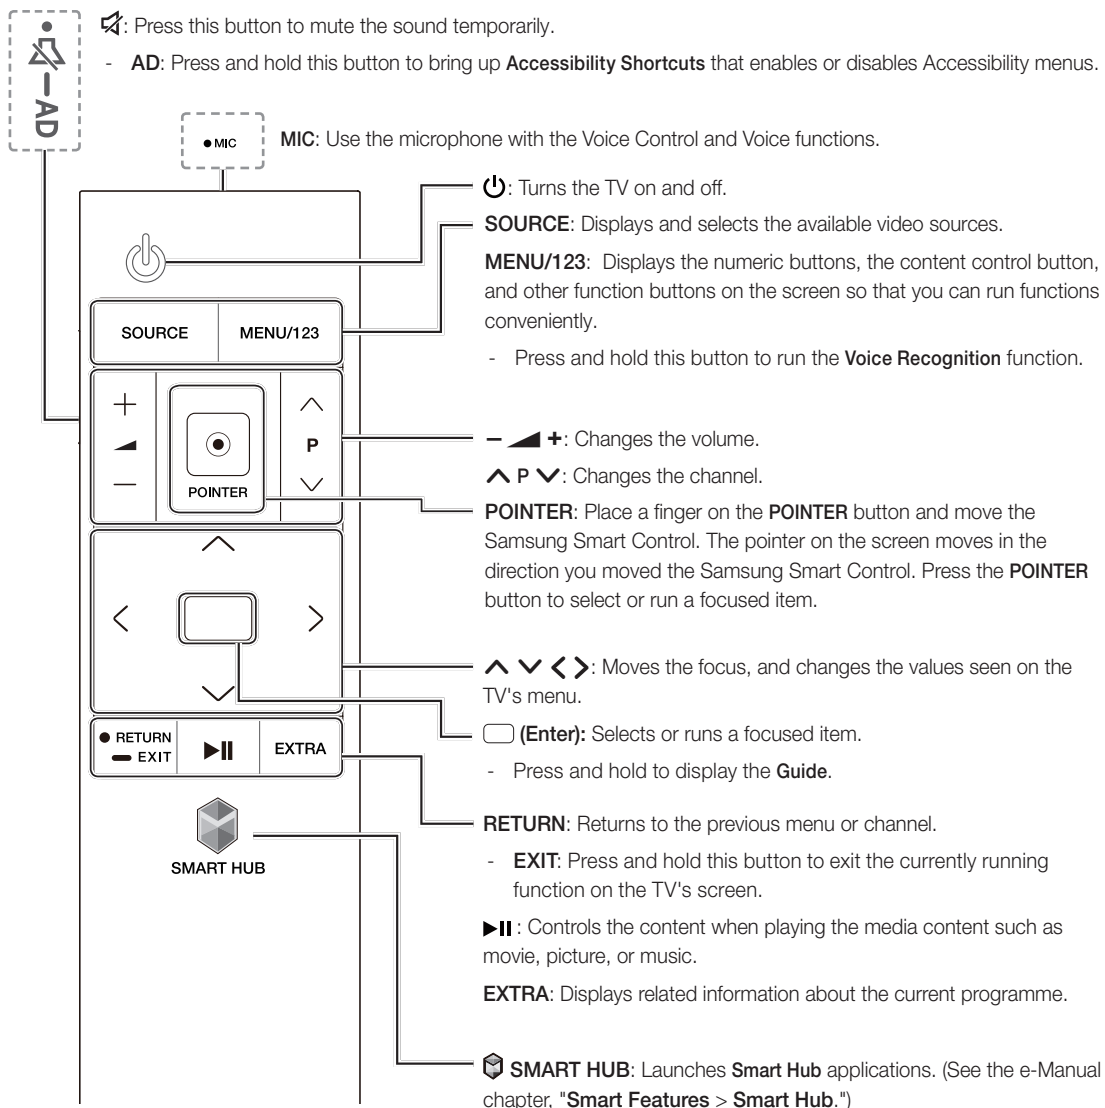 : Press this button to mute the sound temporarily.
- AD: Press and hold this button to bring up Accessibility Shortcuts that enables or disables Accessibility menus.
AD
MIC
MIC: Use the microphone with the Voice Control and Voice functions.
: Turns the TV on and off.
SOURCE: Displays and selects the available video sources.
MENU/123: Displays the numeric buttons, the content control button,
and other function buttons on the screen so that you can run functions
conveniently.
- Press and hold this button to run the Voice Recognition function.
SOURCE
MENU/123
+
—
P
POINTER
– +: Changes the volume.
P : Changes the channel.
POINTER: Place a finger on the POINTER button and move the
Samsung Smart Control. The pointer on the screen moves in the
direction you moved the Samsung Smart Control. Press the POINTER
button to select or run a focused item.
: Moves the focus, and changes the values seen on the
TV's menu.
(Enter): Selects or runs a focused item.
- Press and hold to display the Guide.
RETURN
EXIT
EXTRA
SMART HUB
RETURN: Returns to the previous menu or channel.
- EXIT: Press and hold this button to exit the currently running
function on the TV's screen.
: Controls the content when playing the media content such as
movie, picture, or music.
EXTRA: Displays related information about the current programme.
SMART HUB: Launches Smart Hub applications. (See the e-Manual
chapter, "Smart Features > Smart Hub.")